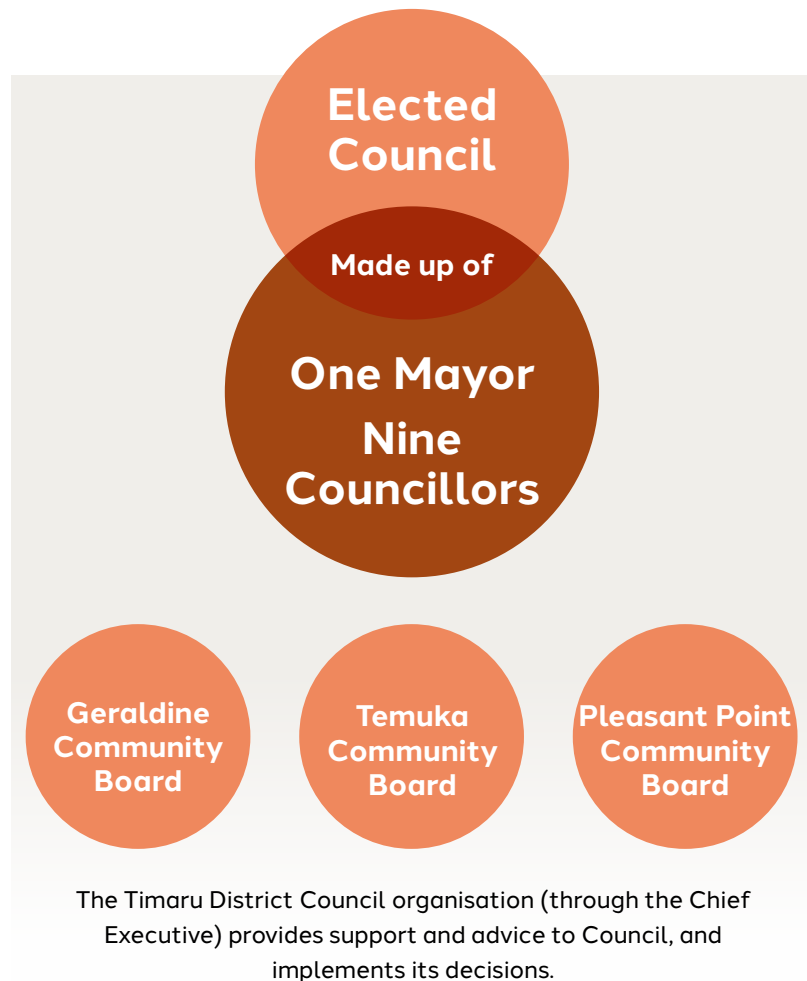 Elected
Council
Made up of
One Mayor
Nine
Councillors
Geraldine
Community
Board
Temuka
Community
Board
Pleasant Point
Community
Board
The Timaru District Council organisation (through the Chief
Executive) provides support and advice to Council, and
implements its decisions.